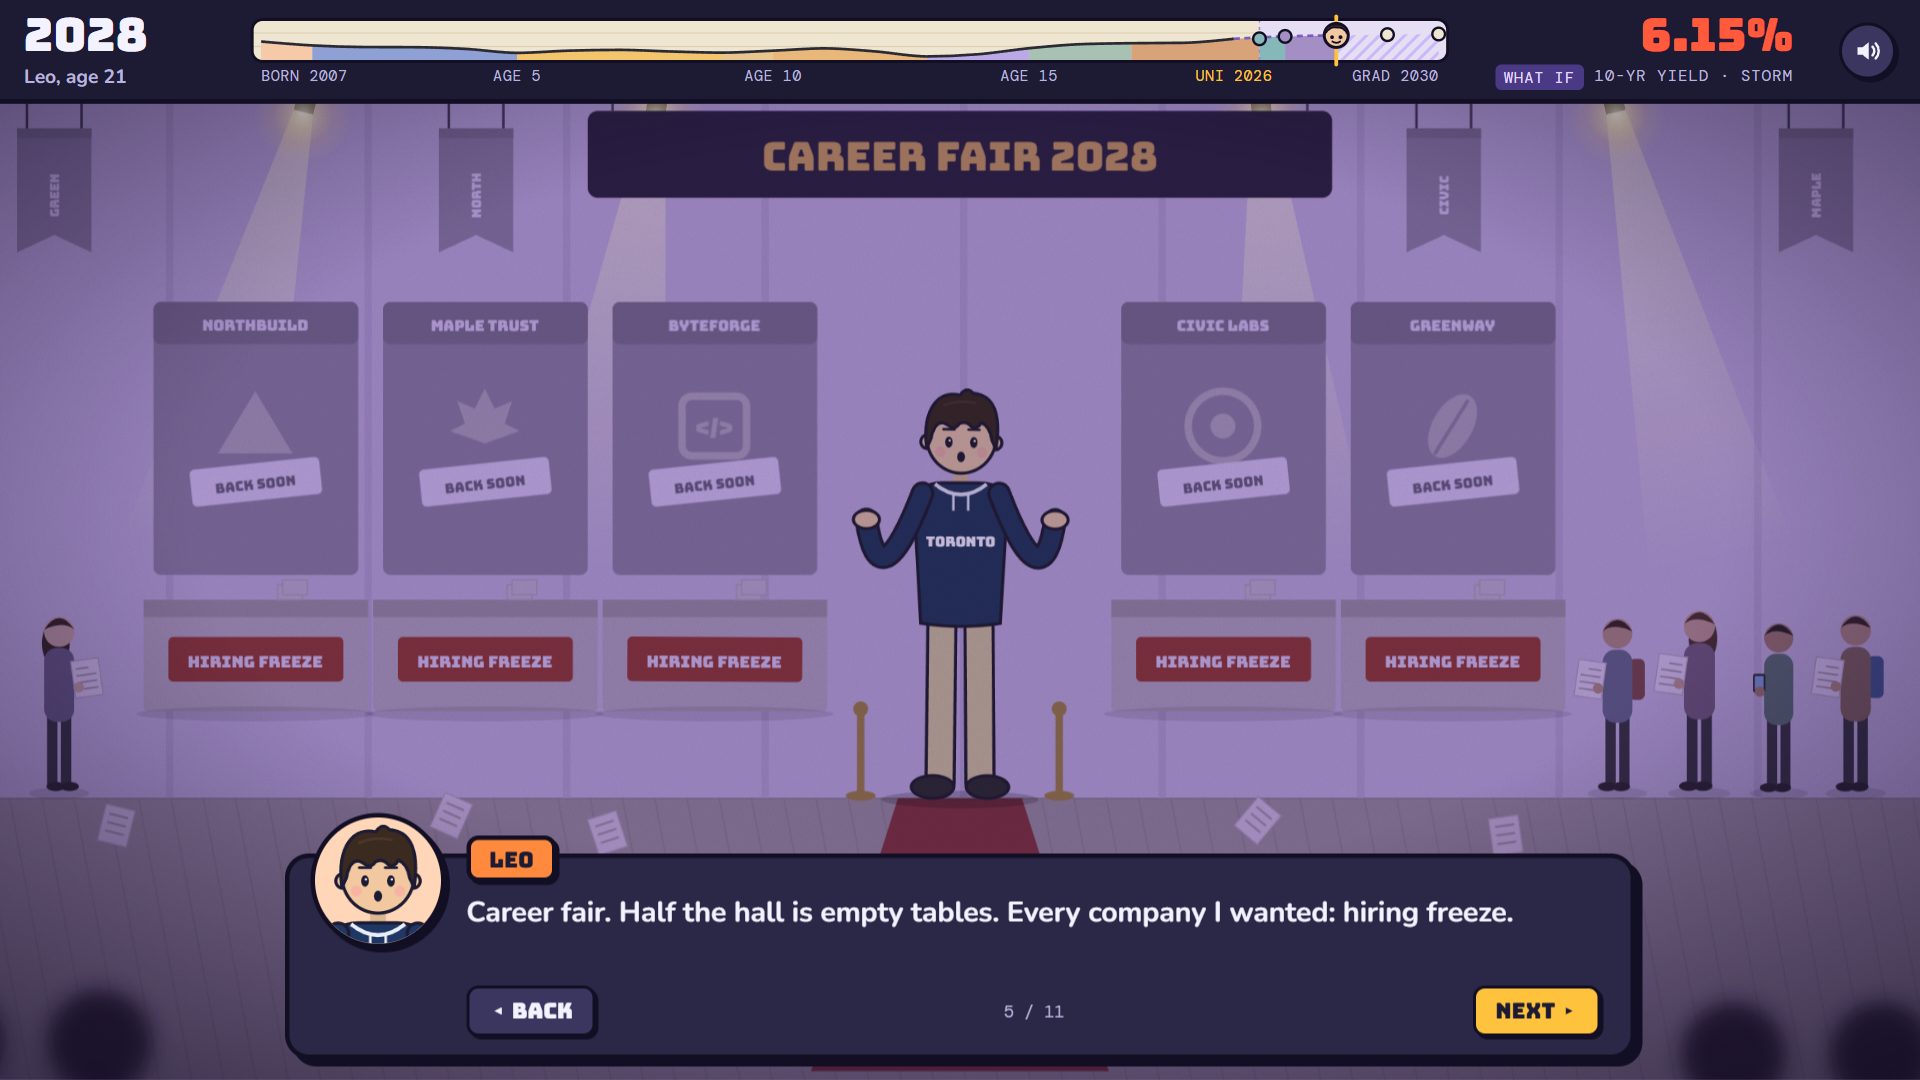 2028
Leo, age 21
BORN 2007
AGE 5
AGE 10
AGE 15
UNI 2026
GRAD 2030
6.15%
WHAT IF
10-YR YIELD · STORM
CAREER FAIR 2028
GREEN
NORTH
CIVIC
MAPLE
NORTHBUILD
MAPLE TRUST
BYTEFORGE
CIVIC LABS
GREENWAY
</>
BACK SOON
BACK SOON
BACK SOON
BACK SOON
BACK SOON
TORONTO
HIRING FREEZE
HIRING FREEZE
HIRING FREEZE
HIRING FREEZE
HIRING FREEZE
LEO
Career fair. Half the hall is empty tables. Every company I wanted: hiring freeze.
◂ BACK
5 / 11
NEXT ▸